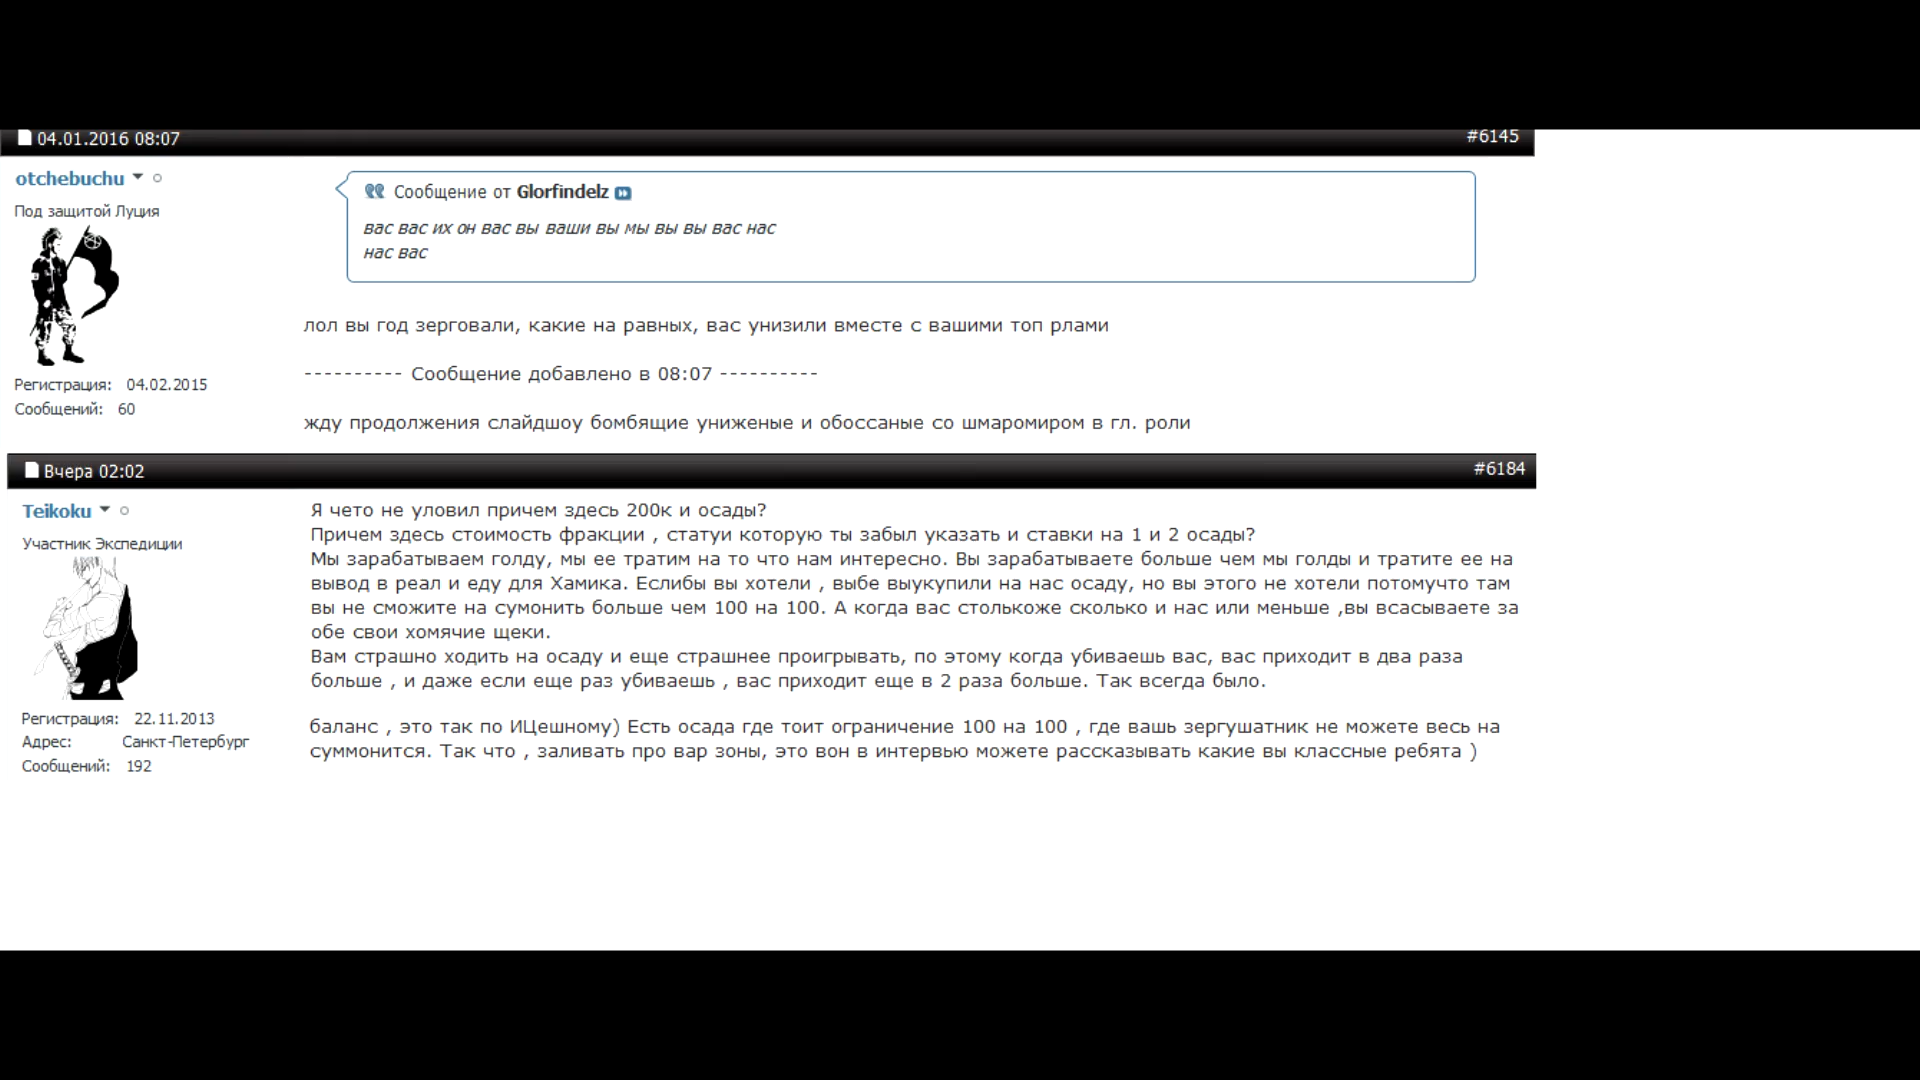 04.01.2016 08:07
#6145
otchebuchu
Под защитой Луция
Регистрация: 04.02.2015
Сообщений: 60
Сообщение от Glorfindelz
вас вас их он вас вы ваши вы мы вы вы вас нас
нас вас
лол вы год зерговали, какие на равных, вас унизили вместе с вашими топ рлами
---------- Сообщение добавлено в 08:07 ----------
жду продолжения слайдшоу бомбящие униженые и обоссаные со шмаромиром в гл. роли
Вчера 02:02
#6184
Teikoku
Участник Экспедиции
Регистрация: 22.11.2013
Адрес: Санкт-Петербург
Сообщений: 192
Я чето не уловил причем здесь 200к и осады?
Причем здесь стоимость фракции , статуи которую ты забыл указать и ставки на 1 и 2 осады?
Мы зарабатываем голду, мы ее тратим на то что нам интересно. Вы зарабатываете больше чем мы голды и тратите ее на
вывод в реал и еду для Хамика. Еслибы вы хотели , выбе выукупили на нас осаду, но вы этого не хотели потомучто там
вы не сможите на сумонить больше чем 100 на 100. А когда вас столькоже сколько и нас или меньше ,вы всасываете за
обе свои хомячие щеки.
Вам страшно ходить на осаду и еще страшнее проигрывать, по этому когда убиваешь вас, вас приходит в два раза
больше , и даже если еще раз убиваешь , вас приходит еще в 2 раза больше. Так всегда было.
баланс , это так по ИЦешному) Есть осада где тоит ограничение 100 на 100 , где вашь зергушатник не можете весь на
суммонится. Так что , заливать про вар зоны, это вон в интервью можете рассказывать какие вы классные ребята )